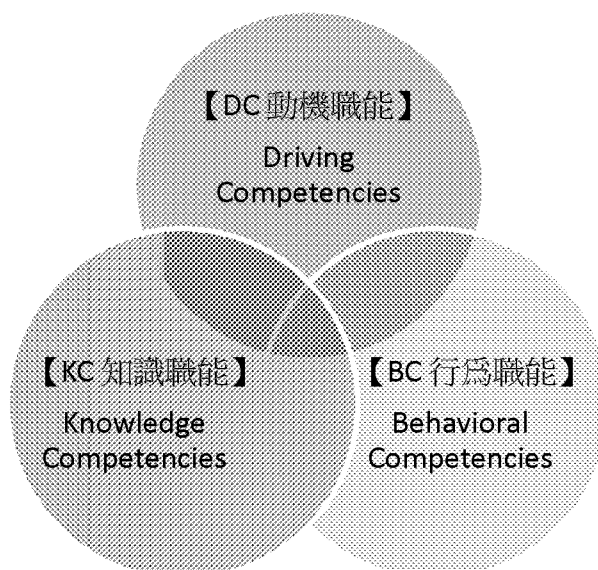 【DC 動機職能】
Driving
Competencies
【KC 知識職能】
Knowledge
Competencies
【BC 行爲職能】
Behavioral
Competencies